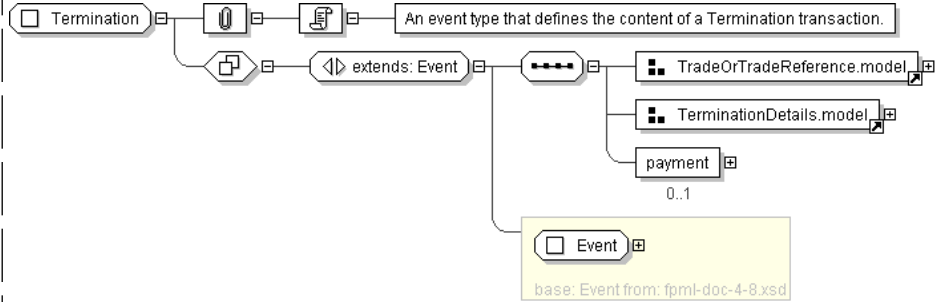 Termination
An event type that defines the content of a Termination transaction.
extends: Event
TradeOrTradeReference.model
TerminationDetails.model
payment
0..1
Event
base: Event from: fpml-doc-4-8.xsd